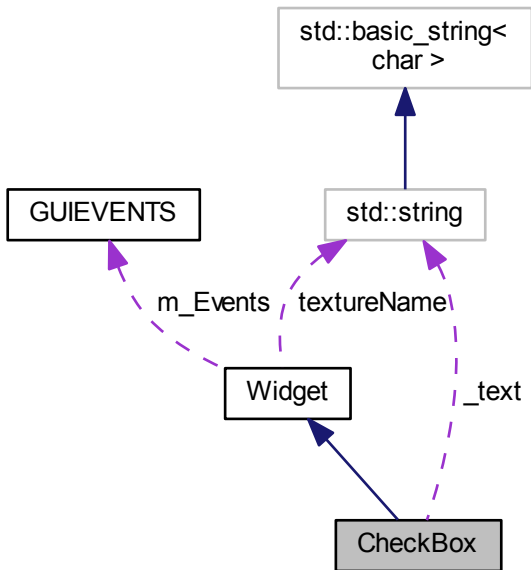 std::basic_string<
char >
GUIEVENTS
std::string
m_Events
textureName
Widget
_text
CheckBox